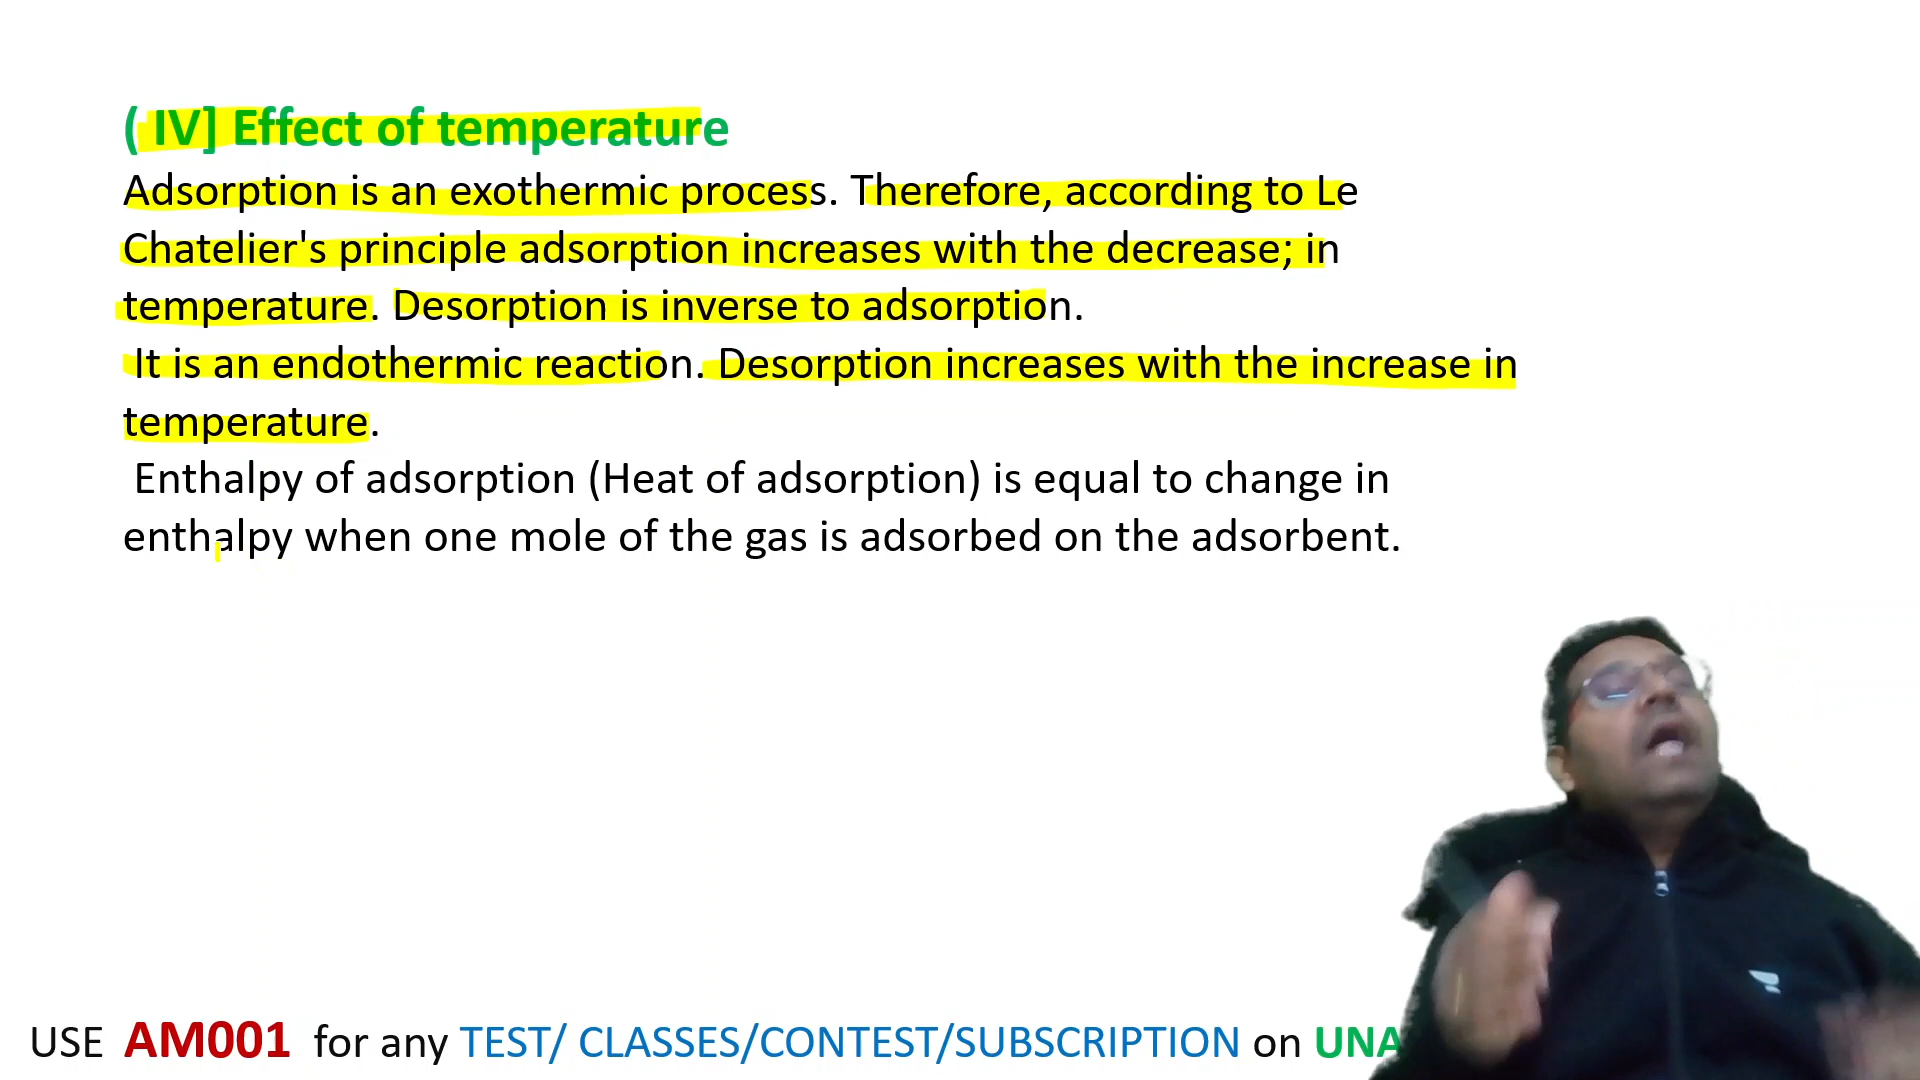 ( IV] Effect of temperature
Adsorption is an exothermic process. Therefore, according to Le
Chatelier's principle adsorption increases with the decrease; in
temperature. Desorption is inverse to adsorption.
It is an endothermic reaction. Desorption increases with the increase in
temperature.
Enthalpy of adsorption (Heat of adsorption) is equal to change in
enthalpy when one mole of the gas is adsorbed on the adsorbent.
USE AM001 for any TEST/ CLASSES/CONTEST/SUBSCRIPTION on UNA